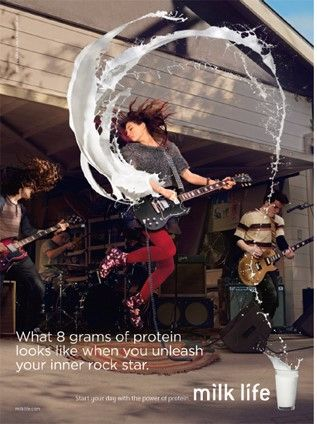 What 8 grams of protein
looks like when you unleash
your inner rock star.
Start your day with the power of protein.
milk life
milklife.com